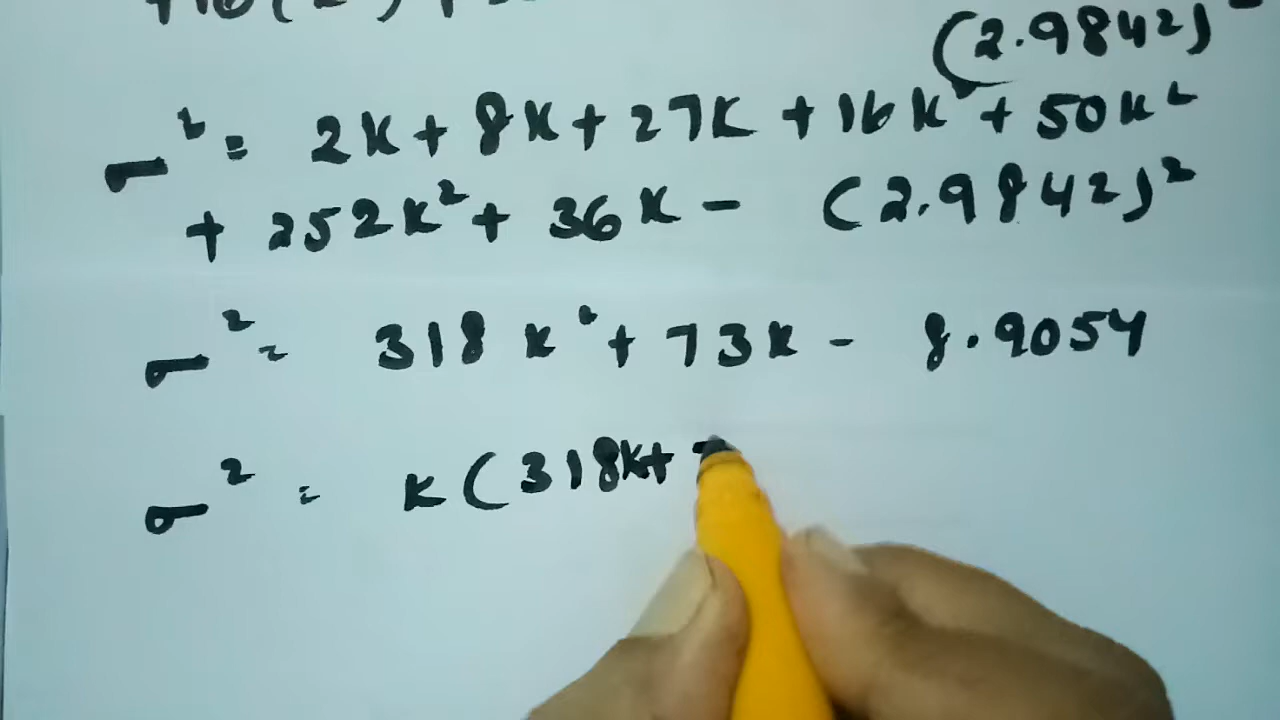 (2.9842)²
σ² = 2K + 8K + 27K + 16K² + 50K²
+ 252K² + 36K - (2.9842)²
σ² = 318K² + 73K - 8.9054
σ² = K(318K+